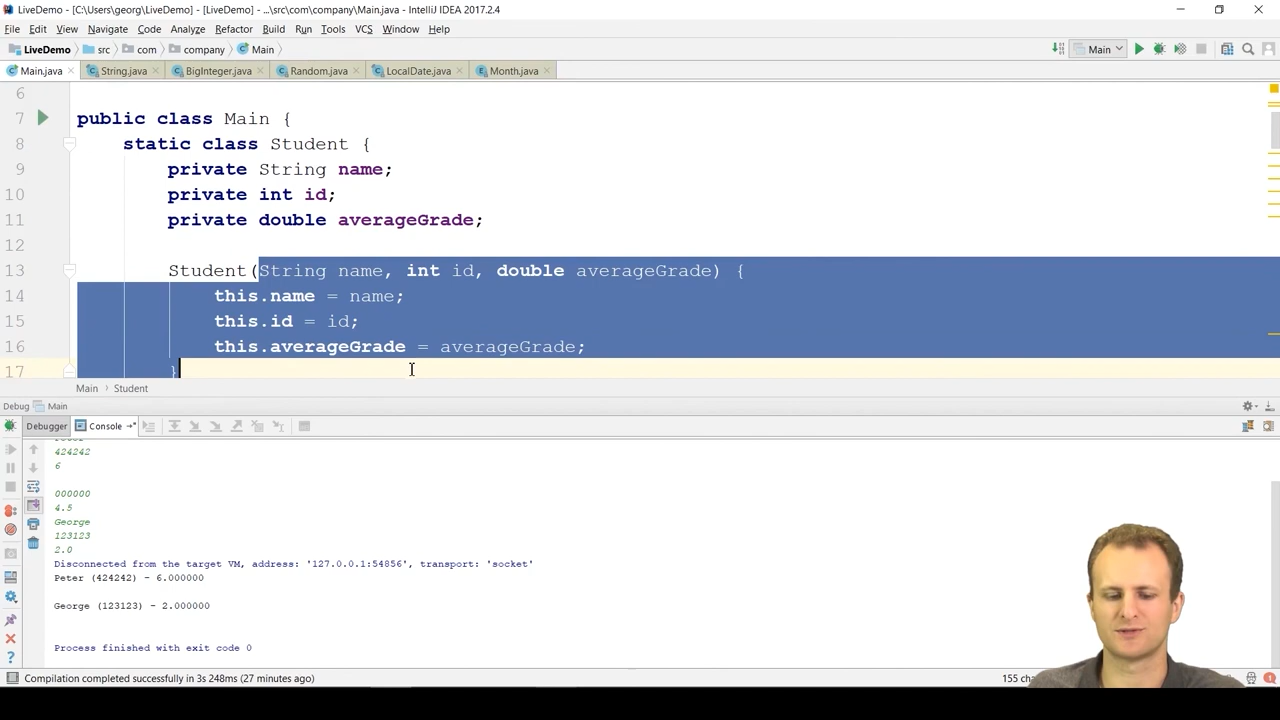 LiveDemo - [C:\Users\georg\LiveDemo] - [LiveDemo] - ...\src\com\company\Main.java - IntelliJ IDEA 2017.2.4
File Edit View Navigate Code Analyze Refactor Build Run Tools VCS Window Help
LiveDemo src com company Main Main
Main.java String.java BigInteger.java Random.java LocalDate.java Month.java
6
7 public class Main {
8 static class Student {
9 private String name;
10 private int id;
11 private double averageGrade;
12
13 Student(String name, int id, double averageGrade) {
14 this.name = name;
15 this.id = id;
16 this.averageGrade = averageGrade;
17 }
Main Student
Debug Main
Debugger Console
424242
6
000000
4.5
George
123123
2.0
Disconnected from the target VM, address: '127.0.0.1:54856', transport: 'socket'
Peter (424242) - 6.000000
George (123123) - 2.000000
Process finished with exit code 0
Compilation completed successfully in 3s 248ms (27 minutes ago) 155